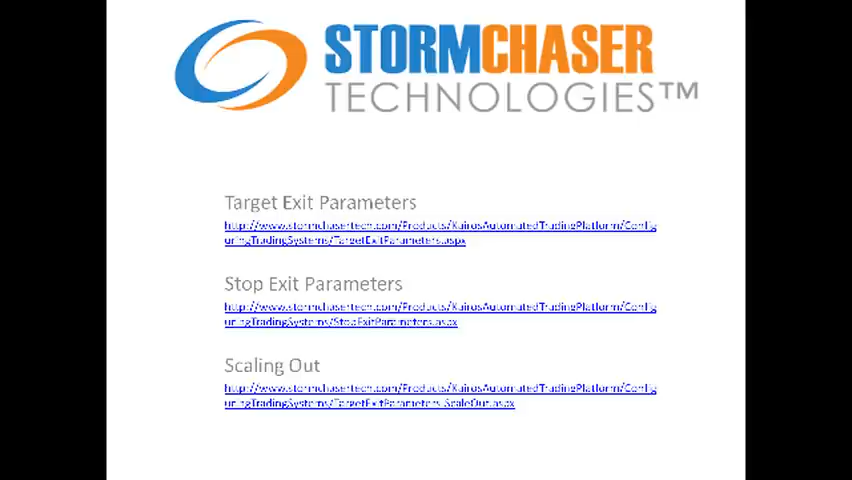 STORMCHASER
TECHNOLOGIES™
Target Exit Parameters
http://www.stormchasertech.com/Products/KairosAutomatedTradingPlatform/Config
uringTradingSystems/TargetExitParameters.aspx
Stop Exit Parameters
http://www.stormchasertech.com/Products/KairosAutomatedTradingPlatform/Config
uringTradingSystems/StopExitParameters.aspx
Scaling Out
http://www.stormchasertech.com/Products/KairosAutomatedTradingPlatform/Config
uringTradingSystems/TargetExitParameters-ScaleOut.aspx